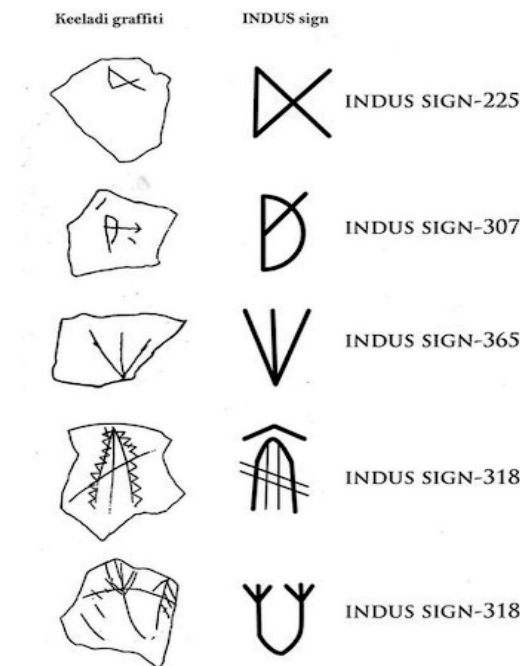 Keeladi graffiti INDUS sign
INDUS SIGN-225
INDUS SIGN-307
INDUS SIGN-365
INDUS SIGN-318
INDUS SIGN-318